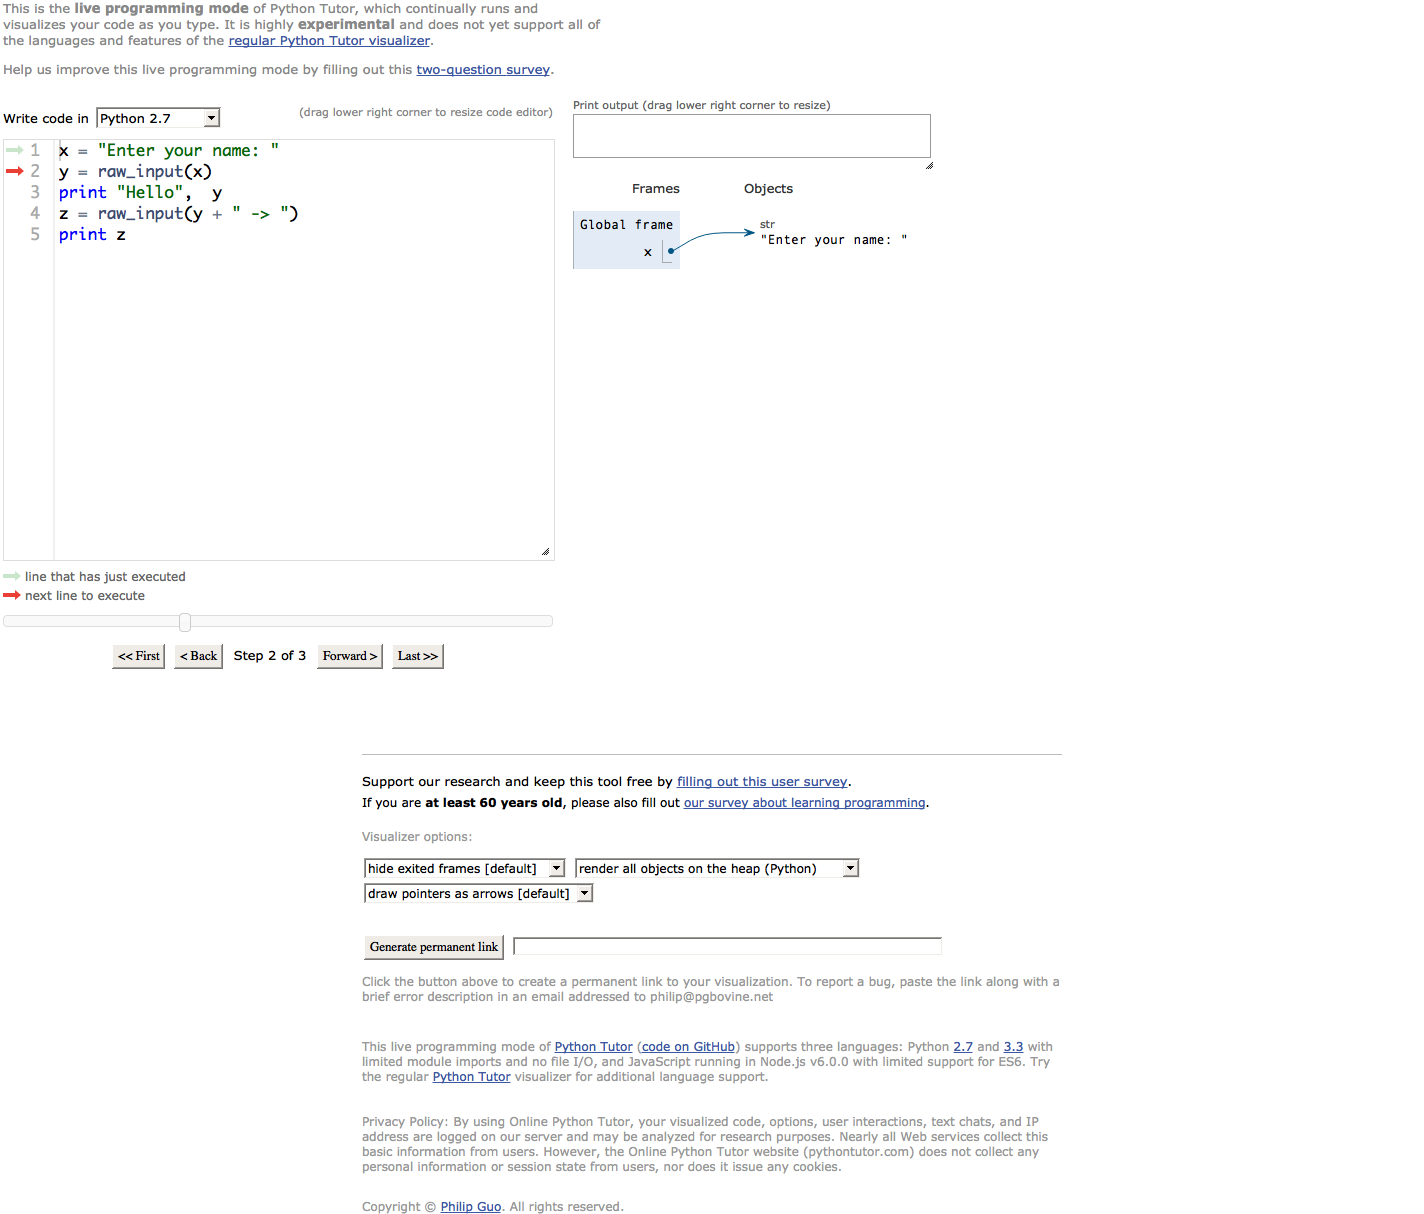 This is the live programming mode of Python Tutor, which continually runs and
visualizes your code as you type. It is highly experimental and does not yet support all of
the languages and features of the regular Python Tutor visualizer.
Help us improve this live programming mode by filling out this two-question survey.
Write code in Python 2.7
(drag lower right corner to resize code editor)
1 x = "Enter your name: "
2 y = raw_input(x)
3 print "Hello",  y
4 z = raw_input(y + " -> ")
5 print z
line that has just executed
next line to execute
<< First < Back Step 2 of 3 Forward > Last >>
Print output (drag lower right corner to resize)
Frames Objects
Global frame
x
str
"Enter your name: "
Support our research and keep this tool free by filling out this user survey.
If you are at least 60 years old, please also fill out our survey about learning programming.
Visualizer options:
hide exited frames [default] render all objects on the heap (Python)
draw pointers as arrows [default]
Generate permanent link
Click the button above to create a permanent link to your visualization. To report a bug, paste the link along with a
brief error description in an email addressed to philip@pgbovine.net
This live programming mode of Python Tutor (code on GitHub) supports three languages: Python 2.7 and 3.3 with
limited module imports and no file I/O, and JavaScript running in Node.js v6.0.0 with limited support for ES6. Try
the regular Python Tutor visualizer for additional language support.
Privacy Policy: By using Online Python Tutor, your visualized code, options, user interactions, text chats, and IP
address are logged on our server and may be analyzed for research purposes. Nearly all Web services collect this
basic information from users. However, the Online Python Tutor website (pythontutor.com) does not collect any
personal information or session state from users, nor does it issue any cookies.
Copyright © Philip Guo. All rights reserved.